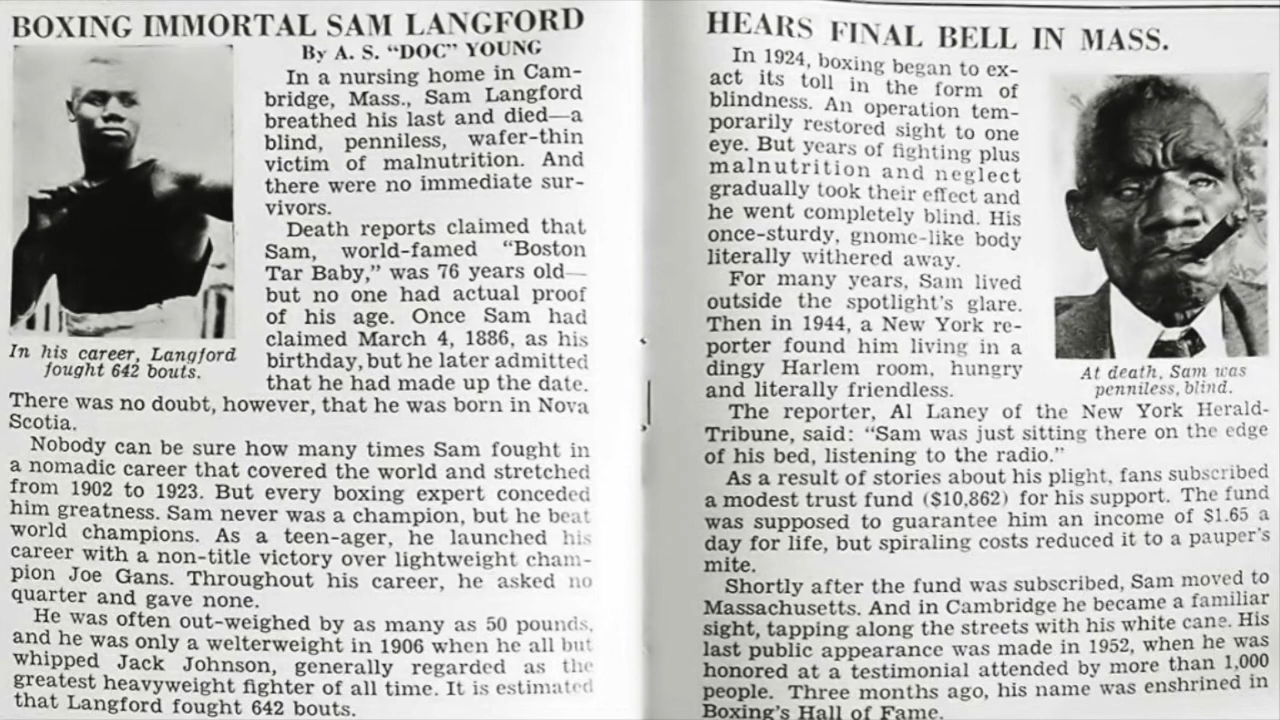 BOXING IMMORTAL SAM LANGFORD
By A. S. "DOC" YOUNG
In a nursing home in Cam-
bridge, Mass., Sam Langford
breathed his last and died—a
blind, penniless, wafer-thin
victim of malnutrition. And
there were no immediate sur-
vivors.
Death reports claimed that
Sam, world-famed "Boston
Tar Baby," was 76 years old—
but no one had actual proof
of his age. Once Sam had
claimed March 4, 1886, as his
birthday, but he later admitted
that he had made up the date.
In his career, Langford
fought 642 bouts.
There was no doubt, however, that he was born in Nova
Scotia.
Nobody can be sure how many times Sam fought in
a nomadic career that covered the world and stretched
from 1902 to 1923. But every boxing expert conceded
him greatness. Sam never was a champion, but he beat
world champions. As a teen-ager, he launched his
career with a non-title victory over lightweight cham-
pion Joe Gans. Throughout his career, he asked no
quarter and gave none.
He was often out-weighed by as many as 50 pounds,
and he was only a welterweight in 1906 when he all but
whipped Jack Johnson, generally regarded as the
greatest heavyweight fighter of all time. It is estimated
that Langford fought 642 bouts.
HEARS FINAL BELL IN MASS.
In 1924, boxing began to ex-
act its toll in the form of
blindness. An operation tem-
porarily restored sight to one
eye. But years of fighting plus
malnutrition and neglect
gradually took their effect and
he went completely blind. His
once-sturdy, gnome-like body
literally withered away.
For many years, Sam lived
outside the spotlight's glare.
Then in 1944, a New York re-
porter found him living in a
dingy Harlem room, hungry
and literally friendless.
At death, Sam was
penniless, blind.
The reporter, Al Laney of the New York Herald-
Tribune, said: "Sam was just sitting there on the edge
of his bed, listening to the radio."
As a result of stories about his plight, fans subscribed
a modest trust fund ($10,862) for his support. The fund
was supposed to guarantee him an income of $1.65 a
day for life, but spiraling costs reduced it to a pauper's
mite.
Shortly after the fund was subscribed, Sam moved to
Massachusetts. And in Cambridge he became a familiar
sight, tapping along the streets with his white cane. His
last public appearance was made in 1952, when he was
honored at a testimonial attended by more than 1,000
people. Three months ago, his name was enshrined in
Boxing's Hall of Fame.